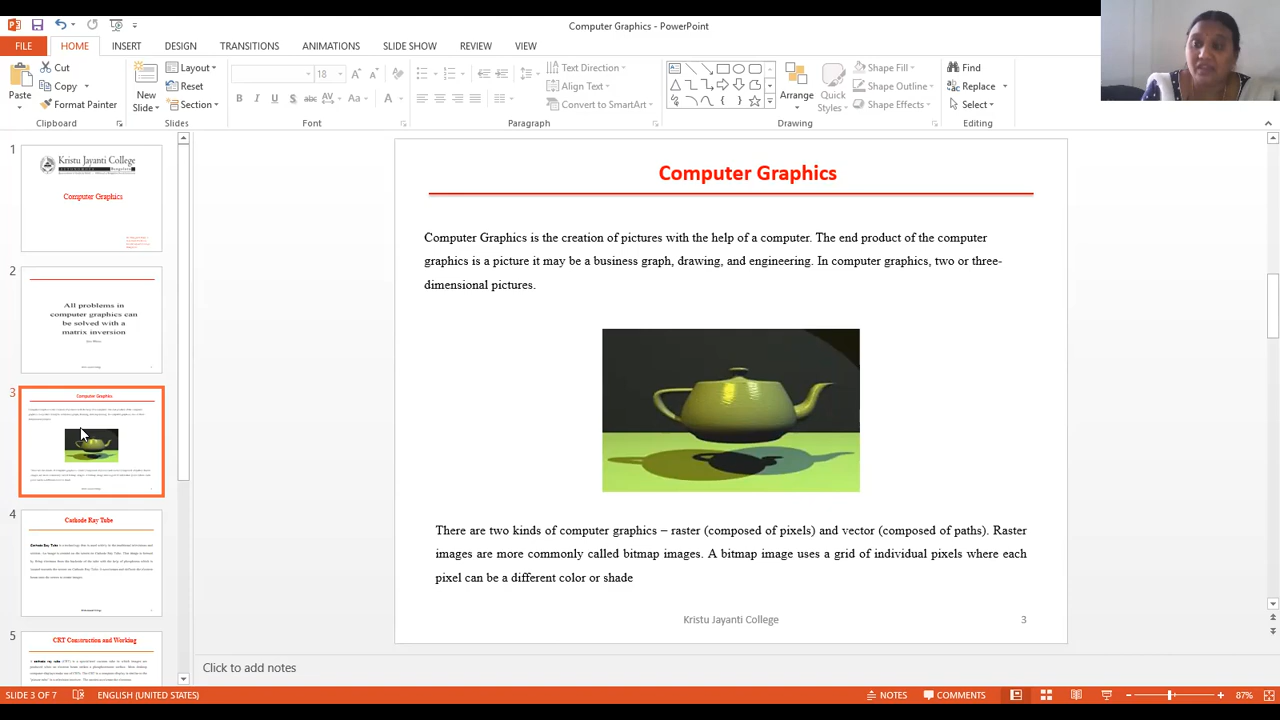 Computer Graphics - PowerPoint
FILE HOME INSERT DESIGN TRANSITIONS ANIMATIONS SLIDE SHOW REVIEW VIEW
Paste
Cut
Copy
Format Painter
Clipboard
New
Slide
Layout
Reset
Section
Slides
18
Font
Text Direction
Align Text
Convert to SmartArt
Paragraph
Arrange
Quick
Styles
Shape Fill
Shape Outline
Shape Effects
Drawing
Find
Replace
Select
Editing
1
Kristu Jayanti College
Computer Graphics
2
All problems in
computer graphics can
be solved with a
matrix inversion
3
Computer Graphics
4
Cathode Ray Tube
5
CRT Construction and Working
Computer Graphics
Computer Graphics is the creation of pictures with the help of a computer. The end product of the computer
graphics is a picture it may be a business graph, drawing, and engineering. In computer graphics, two or three-
dimensional pictures.
There are two kinds of computer graphics – raster (composed of pixels) and vector (composed of paths). Raster
images are more commonly called bitmap images. A bitmap image uses a grid of individual pixels where each
pixel can be a different color or shade
Kristu Jayanti College 3
Click to add notes
SLIDE 3 OF 7 ENGLISH (UNITED STATES) NOTES COMMENTS 87%